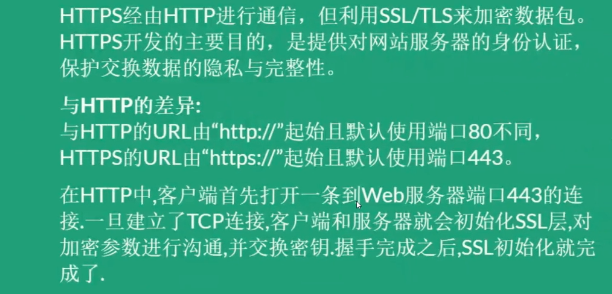 HTTPS经由HTTP进行通信，但利用SSL/TLS来加密数据包。
HTTPS开发的主要目的，是提供对网站服务器的身份认证，
保护交换数据的隐私与完整性。
与HTTP的差异:
与HTTP的URL由“http://”起始且默认使用端口80不同，
HTTPS的URL由“https://”起始且默认使用端口443。
在HTTP中,客户端首先打开一条到Web服务器端口443的连
接.一旦建立了TCP连接,客户端和服务器就会初始化SSL层,对
加密参数进行沟通,并交换密钥.握手完成之后,SSL初始化就完
成了.